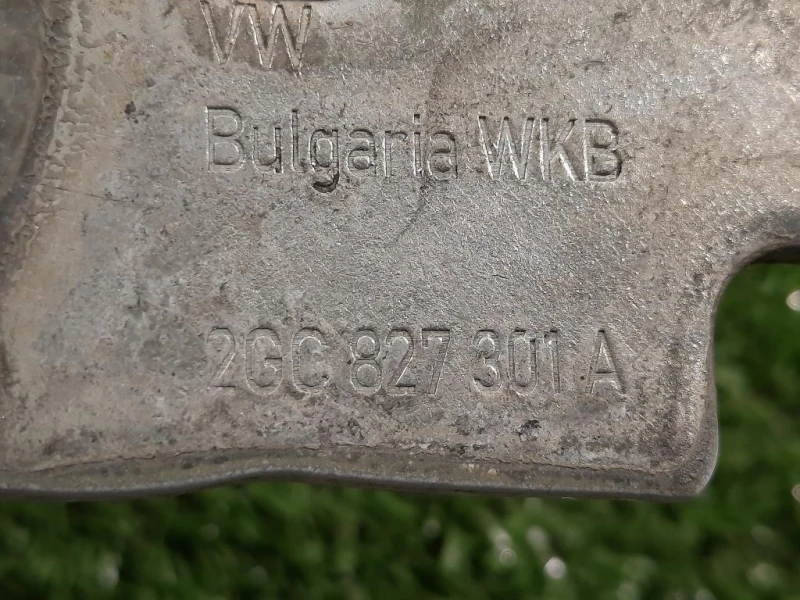 VW
Bulgaria WKB
2GC 827 301 A